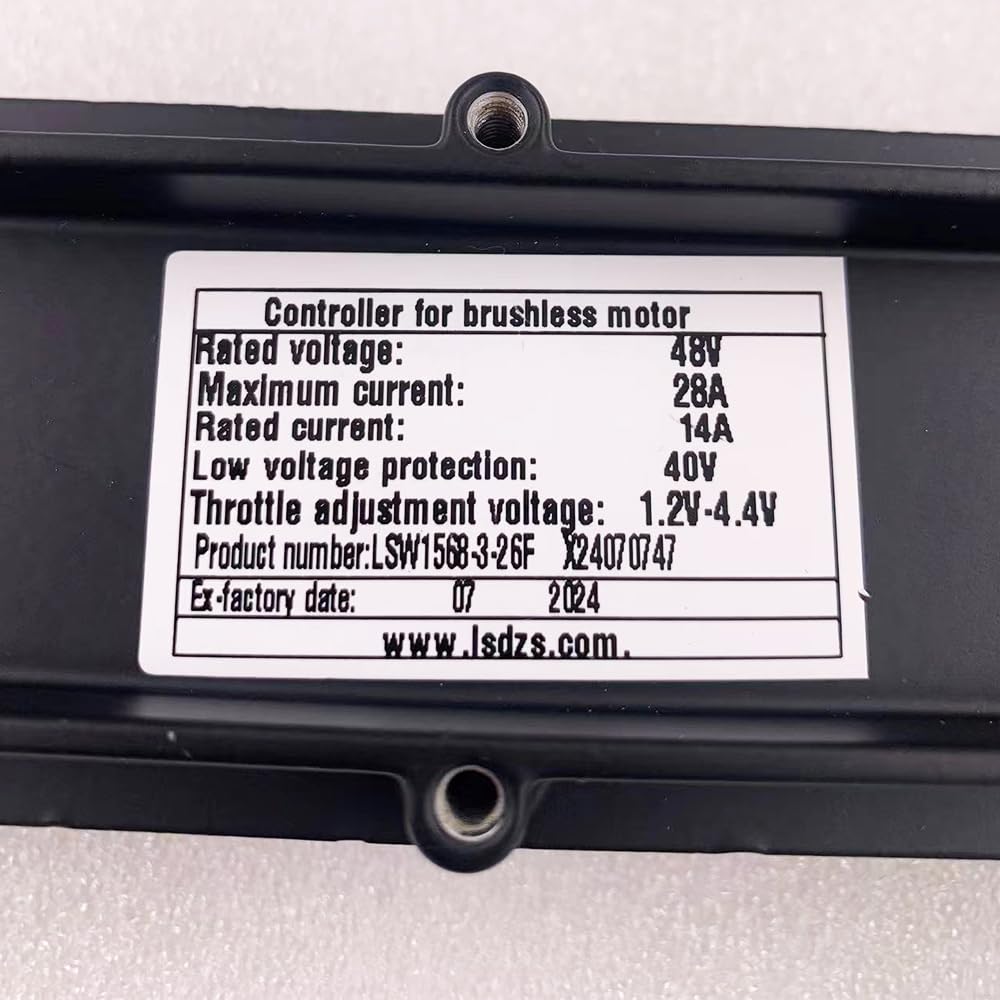 Controller for brushless motor
Rated voltage: 48V
Maximum current: 28A
Rated current: 14A
Low voltage protection: 40V
Throttle adjustment voltage: 1.2V-4.4V
Product number:LSW1568-3-26F X24070747
Ex-factory date: 07 2024
www.lsdzs.com.